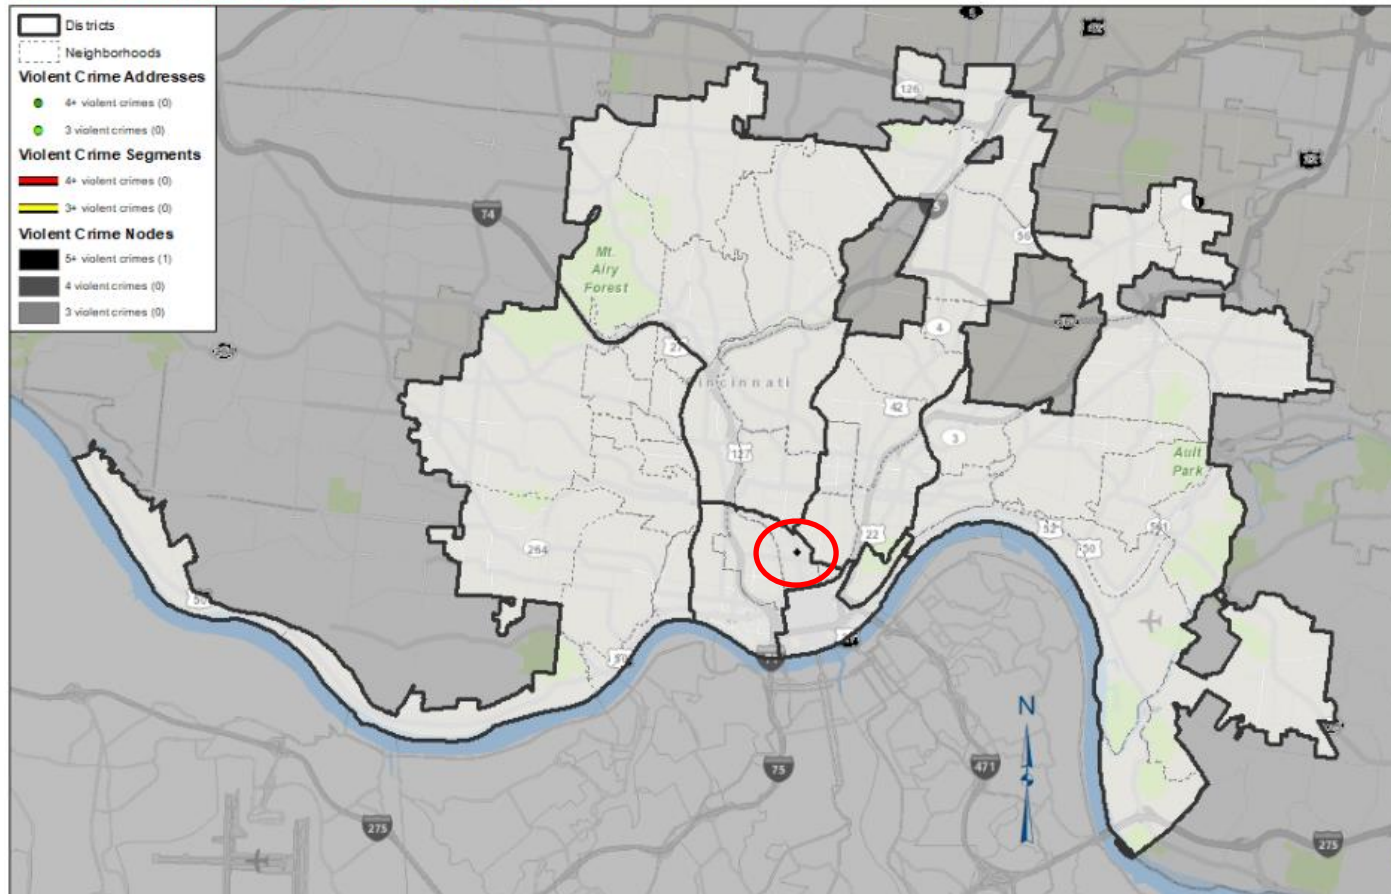 Districts
Neighborhoods
Violent Crime Addresses
4+ violent crimes (0)
3 violent crimes (0)
Violent Crime Segments
4+ violent crimes (0)
3+ violent crimes (0)
Violent Crime Nodes
5+ violent crimes (1)
4 violent crimes (0)
3 violent crimes (0)
126
74
56
Mt.
Airy
Forest
4
27
Cincinnati
42
3
127
Ault
Park
264
22
52
50
561
50
50
N
75
471
275
275